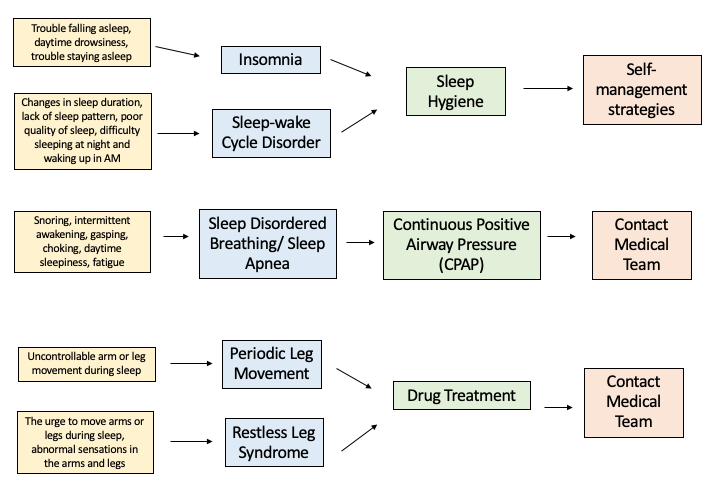 Trouble falling asleep,
daytime drowsiness,
trouble staying asleep
Insomnia
Sleep
Hygiene
Self-
management
strategies
Changes in sleep duration,
lack of sleep pattern, poor
quality of sleep, difficulty
sleeping at night and
waking up in AM
Sleep-wake
Cycle Disorder
Snoring, intermittent
awakening, gasping,
choking, daytime
sleepiness, fatigue
Sleep Disordered
Breathing/ Sleep
Apnea
Continuous Positive
Airway Pressure
(CPAP)
Contact
Medical
Team
Uncontrollable arm or leg
movement during sleep
Periodic Leg
Movement
Drug Treatment
Contact
Medical
Team
The urge to move arms or
legs during sleep,
abnormal sensations in
the arms and legs
Restless Leg
Syndrome